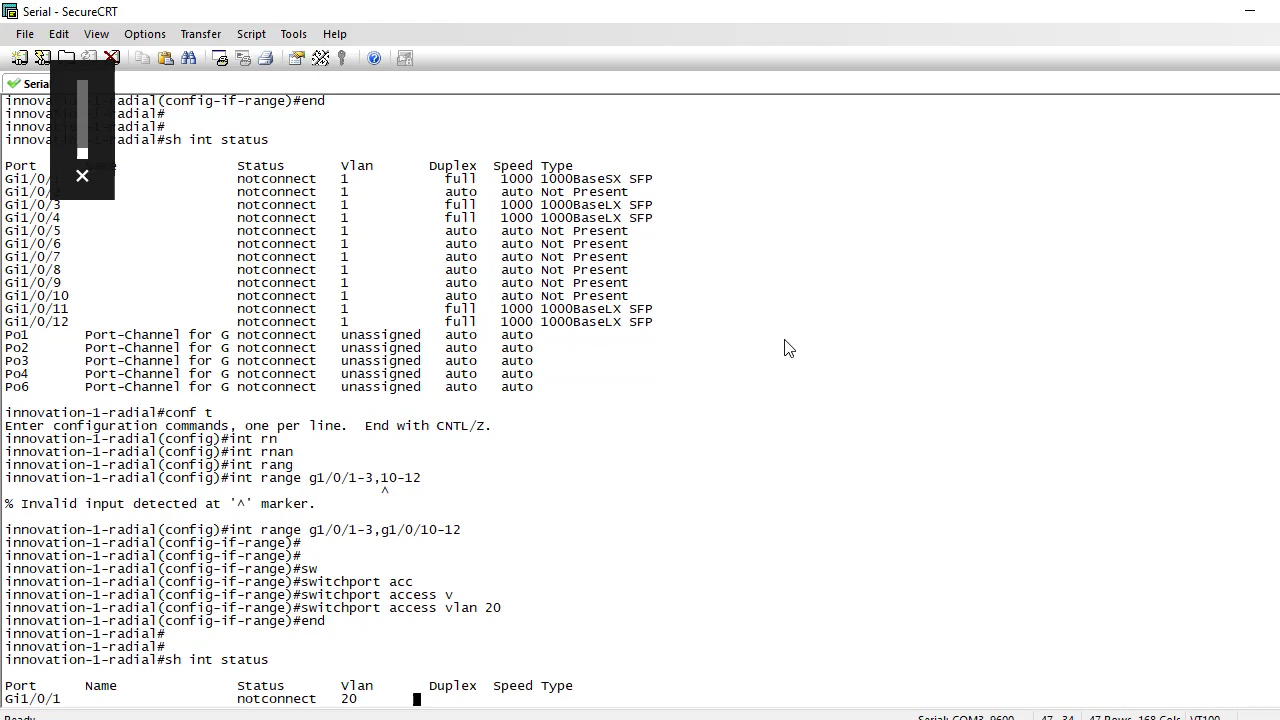 Serial - SecureCRT
File Edit View Options Transfer Script Tools Help
Seria
innova radial(config-if-range)#end
innova radial#
innova radial#
innova radial#sh int status
Port me Status Vlan Duplex Speed Type
Gi1/0/ notconnect 1 full 1000 1000BaseSX SFP
Gi1/0/ notconnect 1 auto auto Not Present
Gi1/0/3 notconnect 1 full 1000 1000BaseLX SFP
Gi1/0/4 notconnect 1 full 1000 1000BaseLX SFP
Gi1/0/5 notconnect 1 auto auto Not Present
Gi1/0/6 notconnect 1 auto auto Not Present
Gi1/0/7 notconnect 1 auto auto Not Present
Gi1/0/8 notconnect 1 auto auto Not Present
Gi1/0/9 notconnect 1 auto auto Not Present
Gi1/0/10 notconnect 1 auto auto Not Present
Gi1/0/11 notconnect 1 full 1000 1000BaseLX SFP
Gi1/0/12 notconnect 1 full 1000 1000BaseLX SFP
Po1 Port-Channel for G notconnect unassigned auto auto
Po2 Port-Channel for G notconnect unassigned auto auto
Po3 Port-Channel for G notconnect unassigned auto auto
Po4 Port-Channel for G notconnect unassigned auto auto
Po6 Port-Channel for G notconnect unassigned auto auto
innovation-1-radial#conf t
Enter configuration commands, one per line. End with CNTL/Z.
innovation-1-radial(config)#int rn
innovation-1-radial(config)#int rnan
innovation-1-radial(config)#int rang
innovation-1-radial(config)#int range g1/0/1-3,10-12
^
% Invalid input detected at '^' marker.
innovation-1-radial(config)#int range g1/0/1-3,g1/0/10-12
innovation-1-radial(config-if-range)#
innovation-1-radial(config-if-range)#
innovation-1-radial(config-if-range)#sw
innovation-1-radial(config-if-range)#switchport acc
innovation-1-radial(config-if-range)#switchport access v
innovation-1-radial(config-if-range)#switchport access vlan 20
innovation-1-radial(config-if-range)#end
innovation-1-radial#
innovation-1-radial#
innovation-1-radial#sh int status
Port Name Status Vlan Duplex Speed Type
Gi1/0/1 notconnect 20
Ready Serial: COM3, 9600 47, 34 47 Rows, 168 Cols VT100